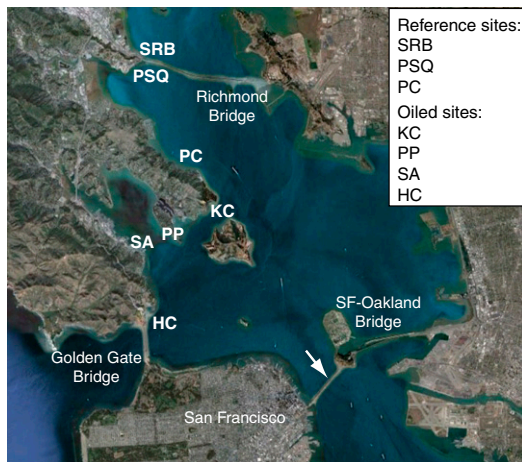 SRB
PSQ
Richmond
Bridge
PC
KC
PP
SA
HC
SF-Oakland
Bridge
Golden Gate
Bridge
San Francisco
Reference sites:
SRB
PSQ
PC
Oiled sites:
KC
PP
SA
HC